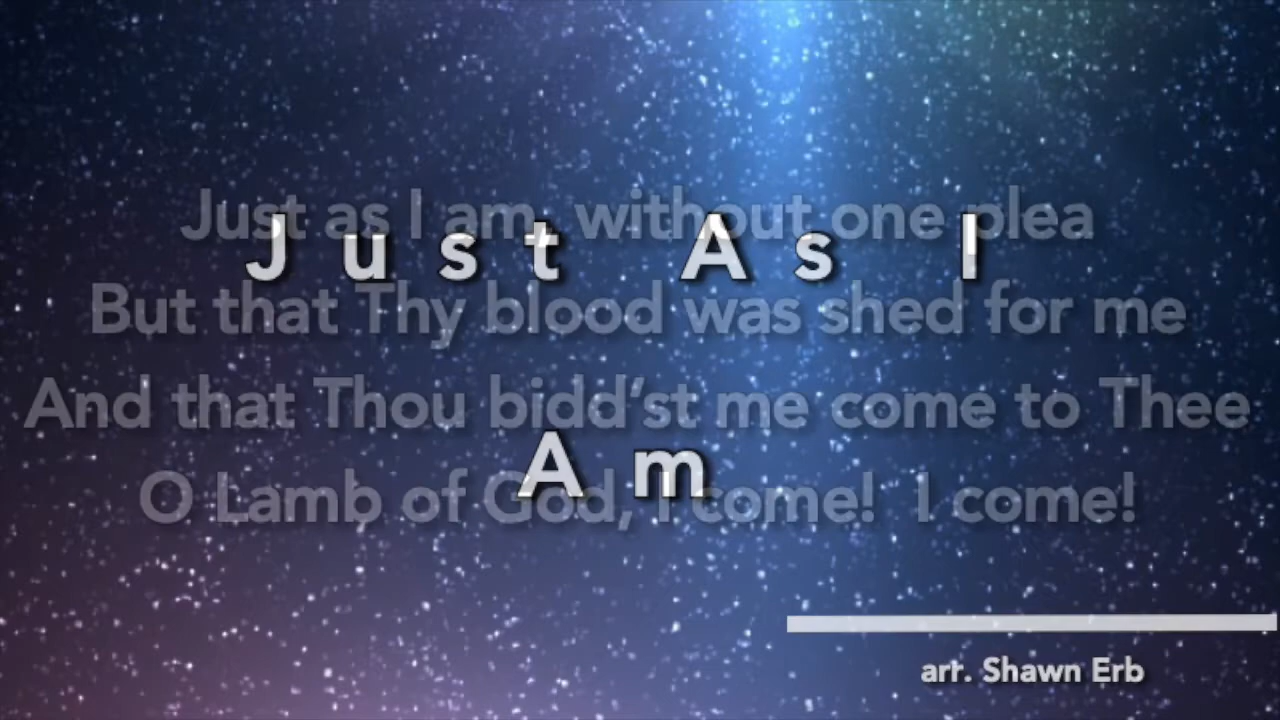 Just as I am, without one plea
Just As I
But that Thy blood was shed for me
And that Thou bidd’st me come to Thee
Am
O Lamb of God, I come! I come!
arr. Shawn Erb